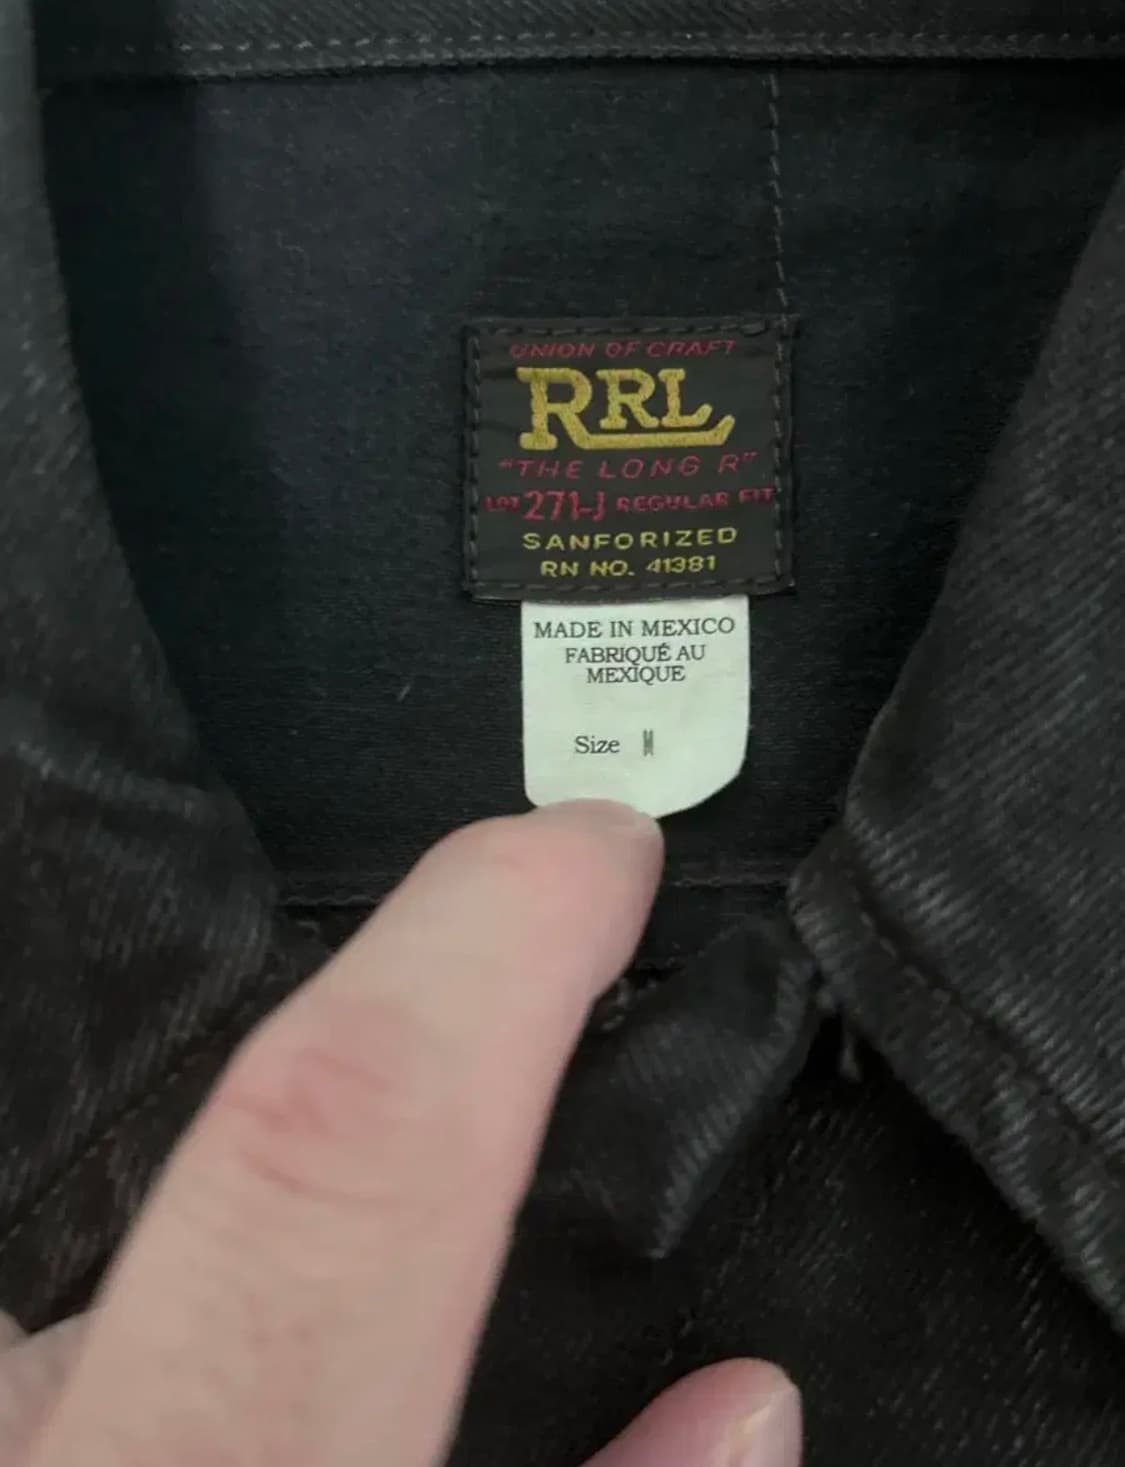 UNION OF CRAFT
RRL
"THE LONG R"
LOT 271-J REGULAR FIT
SANFORIZED
RN NO. 41381
MADE IN MEXICO
FABRIQUÉ AU
MEXIQUE
Size M